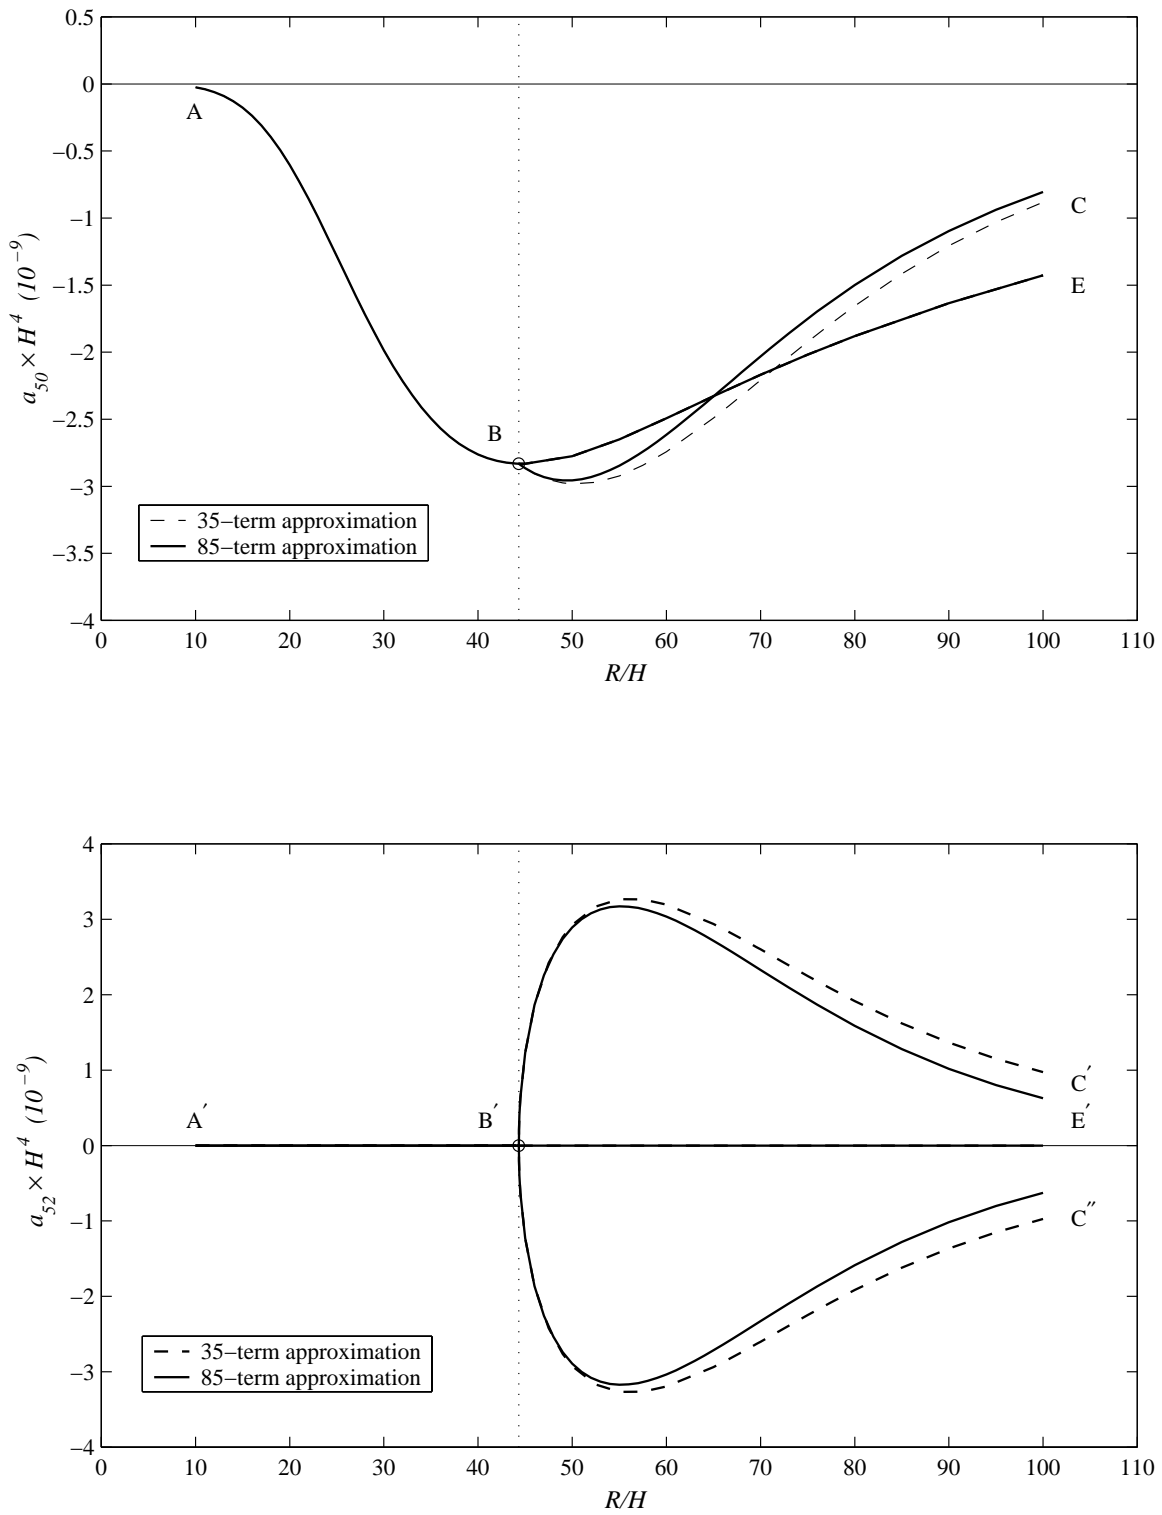 0.5
0
A
−0.5
−1
C
−1.5
E
−2
a50 × H^4 (10^−9)
−2.5
B
−3
35−term approximation
85−term approximation
−3.5
−4
0 10 20 30 40 50 60 70 80 90 100 110
R/H
4
3
2
1
C′
A′ B′ E′
0
a52 × H^4 (10^−9)
−1
C″
−2
−3
35−term approximation
85−term approximation
−4
0 10 20 30 40 50 60 70 80 90 100 110
R/H